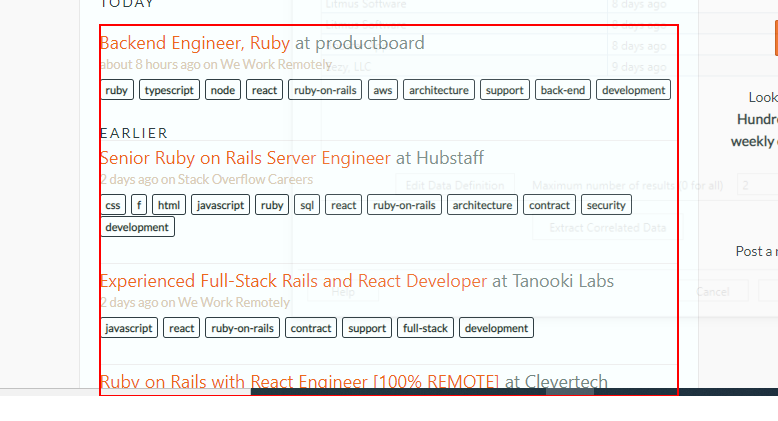 TODAY
Litmus Software 8 days ago
Litmus Software 8 days ago
8 days ago
Backend Engineer, Ruby at productboard
about 8 hours ago on We Work Remotely
LLC 9 days ago
ruby typescript node react ruby-on-rails aws architecture support back-end development
Look
Hundre
weekly
EARLIER
Senior Ruby on Rails Server Engineer at Hubstaff
2 days ago on Stack Overflow Careers
Edit Data Definition Maximum number of results (0 for all) 2
css f html javascript ruby sql react ruby-on-rails architecture contract security
development
Extract Correlated Data
Post a
Experienced Full-Stack Rails and React Developer at Tanooki Labs
2 days ago on We Work Remotely
Help Cancel
javascript react ruby-on-rails contract support full-stack development
Ruby on Rails with React Engineer [100% REMOTE] at Clevertech